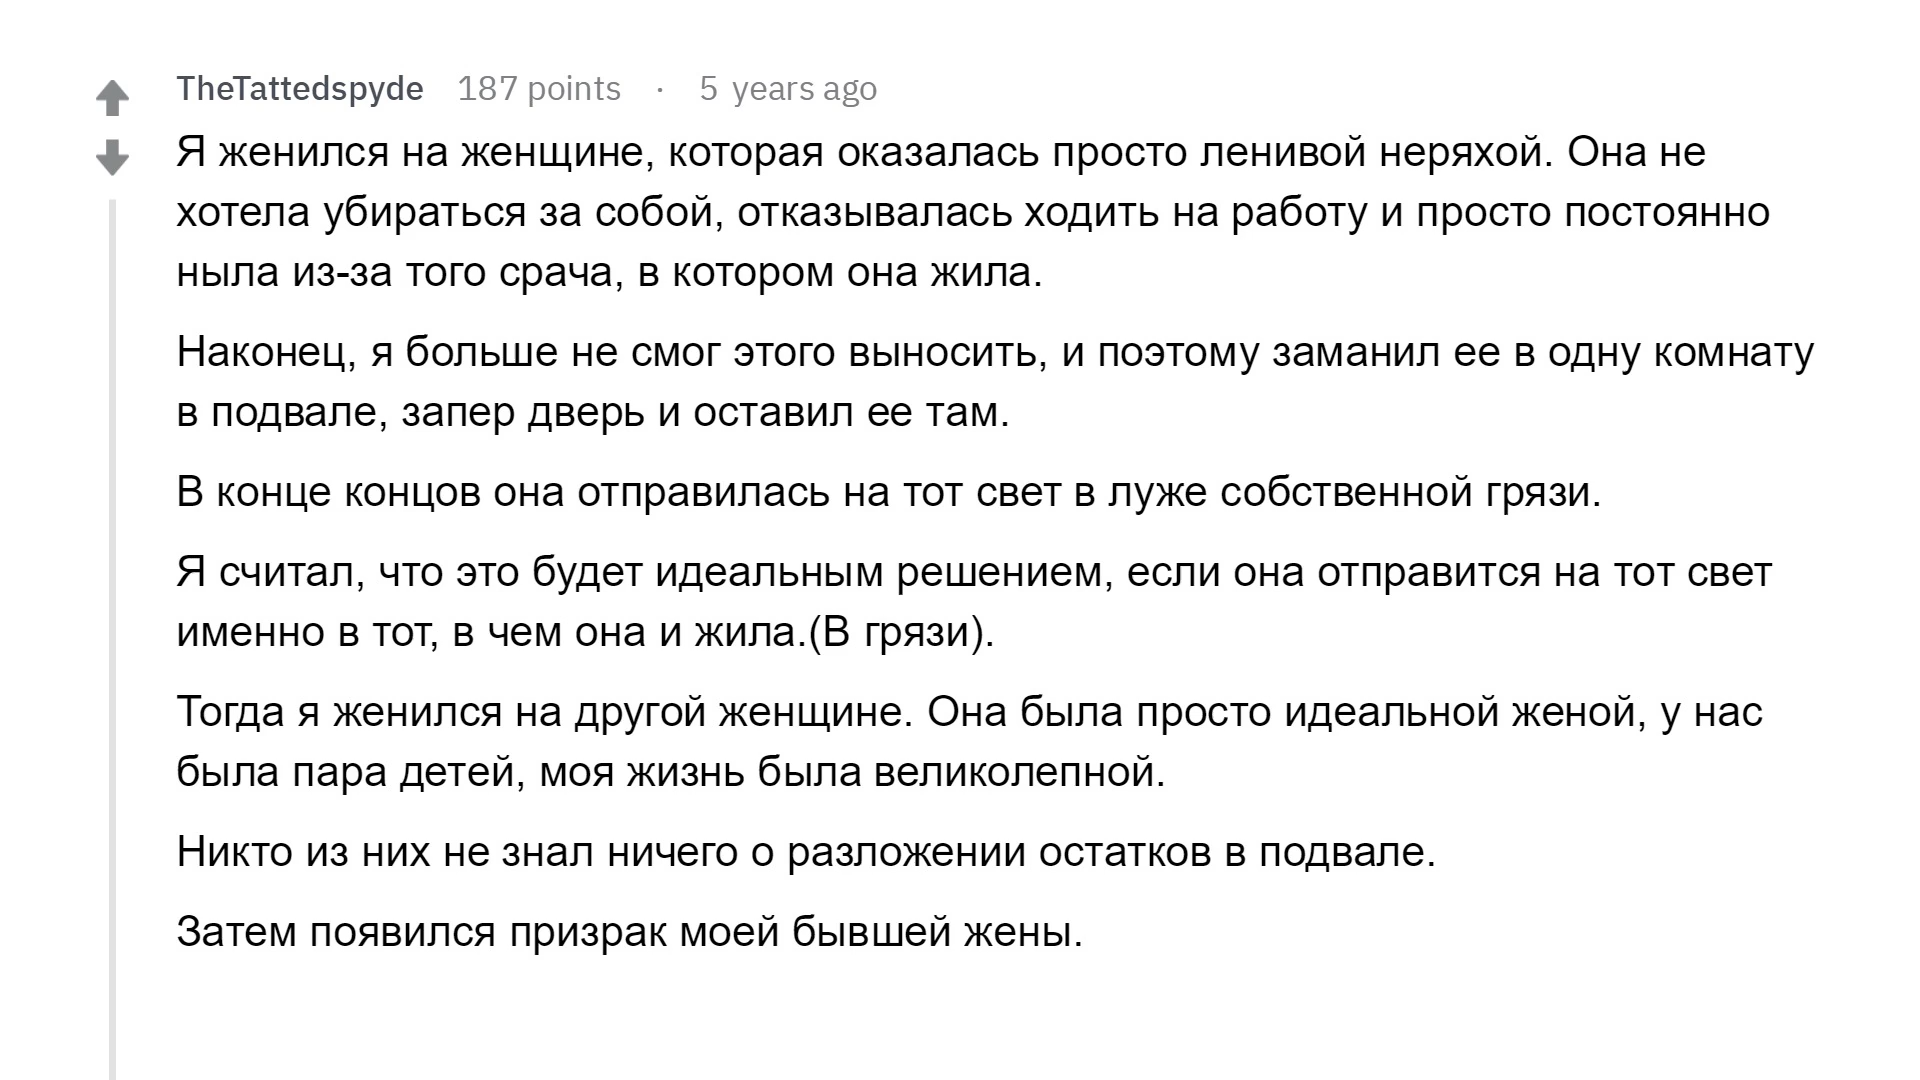 TheTattedspyde 187 points · 5 years ago
Я женился на женщине, которая оказалась просто ленивой неряхой. Она не
хотела убираться за собой, отказывалась ходить на работу и просто постоянно
ныла из-за того срача, в котором она жила.
Наконец, я больше не смог этого выносить, и поэтому заманил ее в одну комнату
в подвале, запер дверь и оставил ее там.
В конце концов она отправилась на тот свет в луже собственной грязи.
Я считал, что это будет идеальным решением, если она отправится на тот свет
именно в тот, в чем она и жила.(В грязи).
Тогда я женился на другой женщине. Она была просто идеальной женой, у нас
была пара детей, моя жизнь была великолепной.
Никто из них не знал ничего о разложении остатков в подвале.
Затем появился призрак моей бывшей жены.